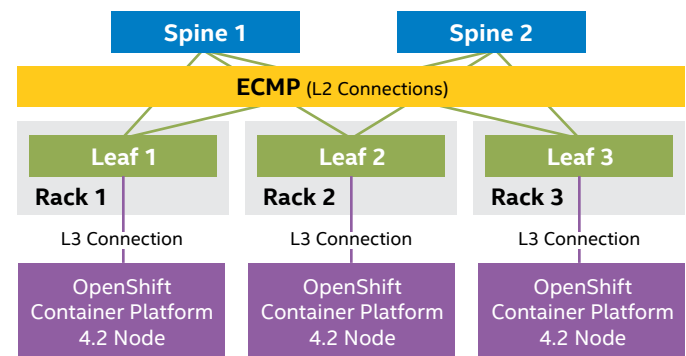 Spine 1
Spine 2
ECMP (L2 Connections)
Leaf 1
Leaf 2
Leaf 3
Rack 1
Rack 2
Rack 3
L3 Connection
L3 Connection
L3 Connection
OpenShift
Container Platform
4.2 Node
OpenShift
Container Platform
4.2 Node
OpenShift
Container Platform
4.2 Node